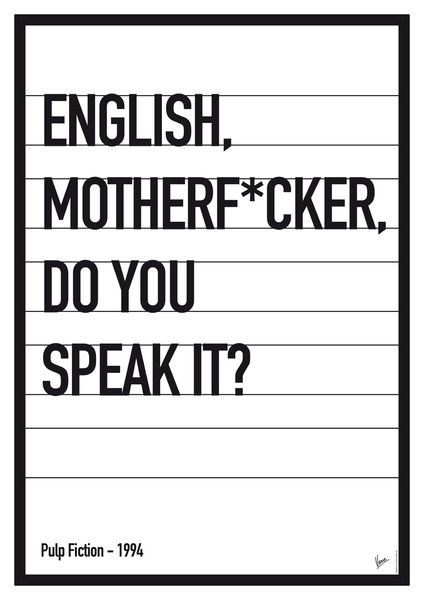 ENGLISH,
MOTHERF*CKER,
DO YOU
SPEAK IT?
Pulp Fiction - 1994